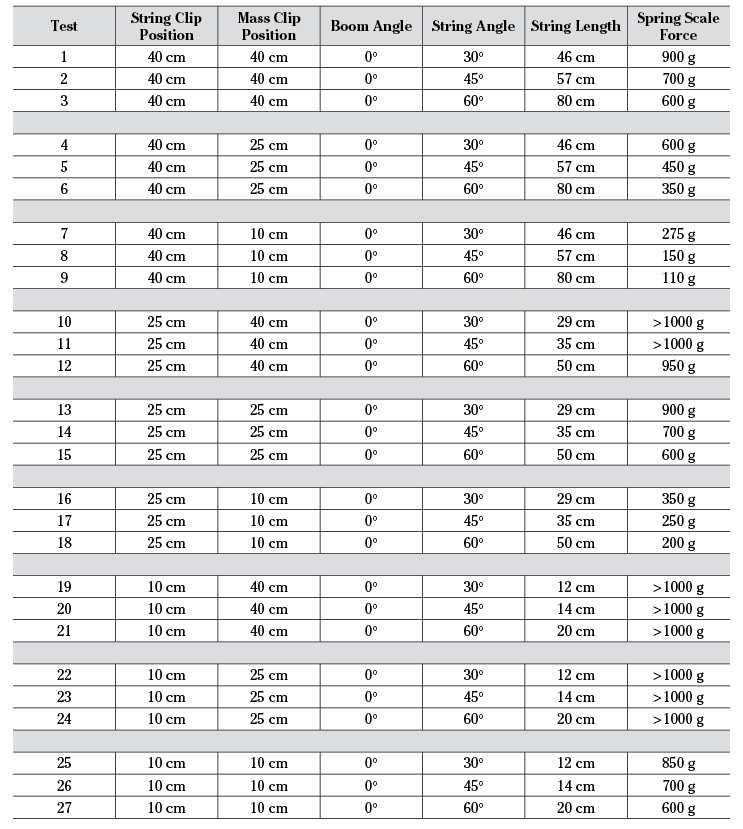 Test String Clip Position Mass Clip Position Boom Angle String Angle String Length Spring Scale Force
1 40 cm 40 cm 0° 30° 46 cm 900 g
2 40 cm 40 cm 0° 45° 57 cm 700 g
3 40 cm 40 cm 0° 60° 80 cm 600 g
4 40 cm 25 cm 0° 30° 46 cm 600 g
5 40 cm 25 cm 0° 45° 57 cm 450 g
6 40 cm 25 cm 0° 60° 80 cm 350 g
7 40 cm 10 cm 0° 30° 46 cm 275 g
8 40 cm 10 cm 0° 45° 57 cm 150 g
9 40 cm 10 cm 0° 60° 80 cm 110 g
10 25 cm 40 cm 0° 30° 29 cm >1000 g
11 25 cm 40 cm 0° 45° 35 cm >1000 g
12 25 cm 40 cm 0° 60° 50 cm 950 g
13 25 cm 25 cm 0° 30° 29 cm 900 g
14 25 cm 25 cm 0° 45° 35 cm 700 g
15 25 cm 25 cm 0° 60° 50 cm 600 g
16 25 cm 10 cm 0° 30° 29 cm 350 g
17 25 cm 10 cm 0° 45° 35 cm 250 g
18 25 cm 10 cm 0° 60° 50 cm 200 g
19 10 cm 40 cm 0° 30° 12 cm >1000 g
20 10 cm 40 cm 0° 45° 14 cm >1000 g
21 10 cm 40 cm 0° 60° 20 cm >1000 g
22 10 cm 25 cm 0° 30° 12 cm >1000 g
23 10 cm 25 cm 0° 45° 14 cm >1000 g
24 10 cm 25 cm 0° 60° 20 cm >1000 g
25 10 cm 10 cm 0° 30° 12 cm 850 g
26 10 cm 10 cm 0° 45° 14 cm 700 g
27 10 cm 10 cm 0° 60° 20 cm 600 g